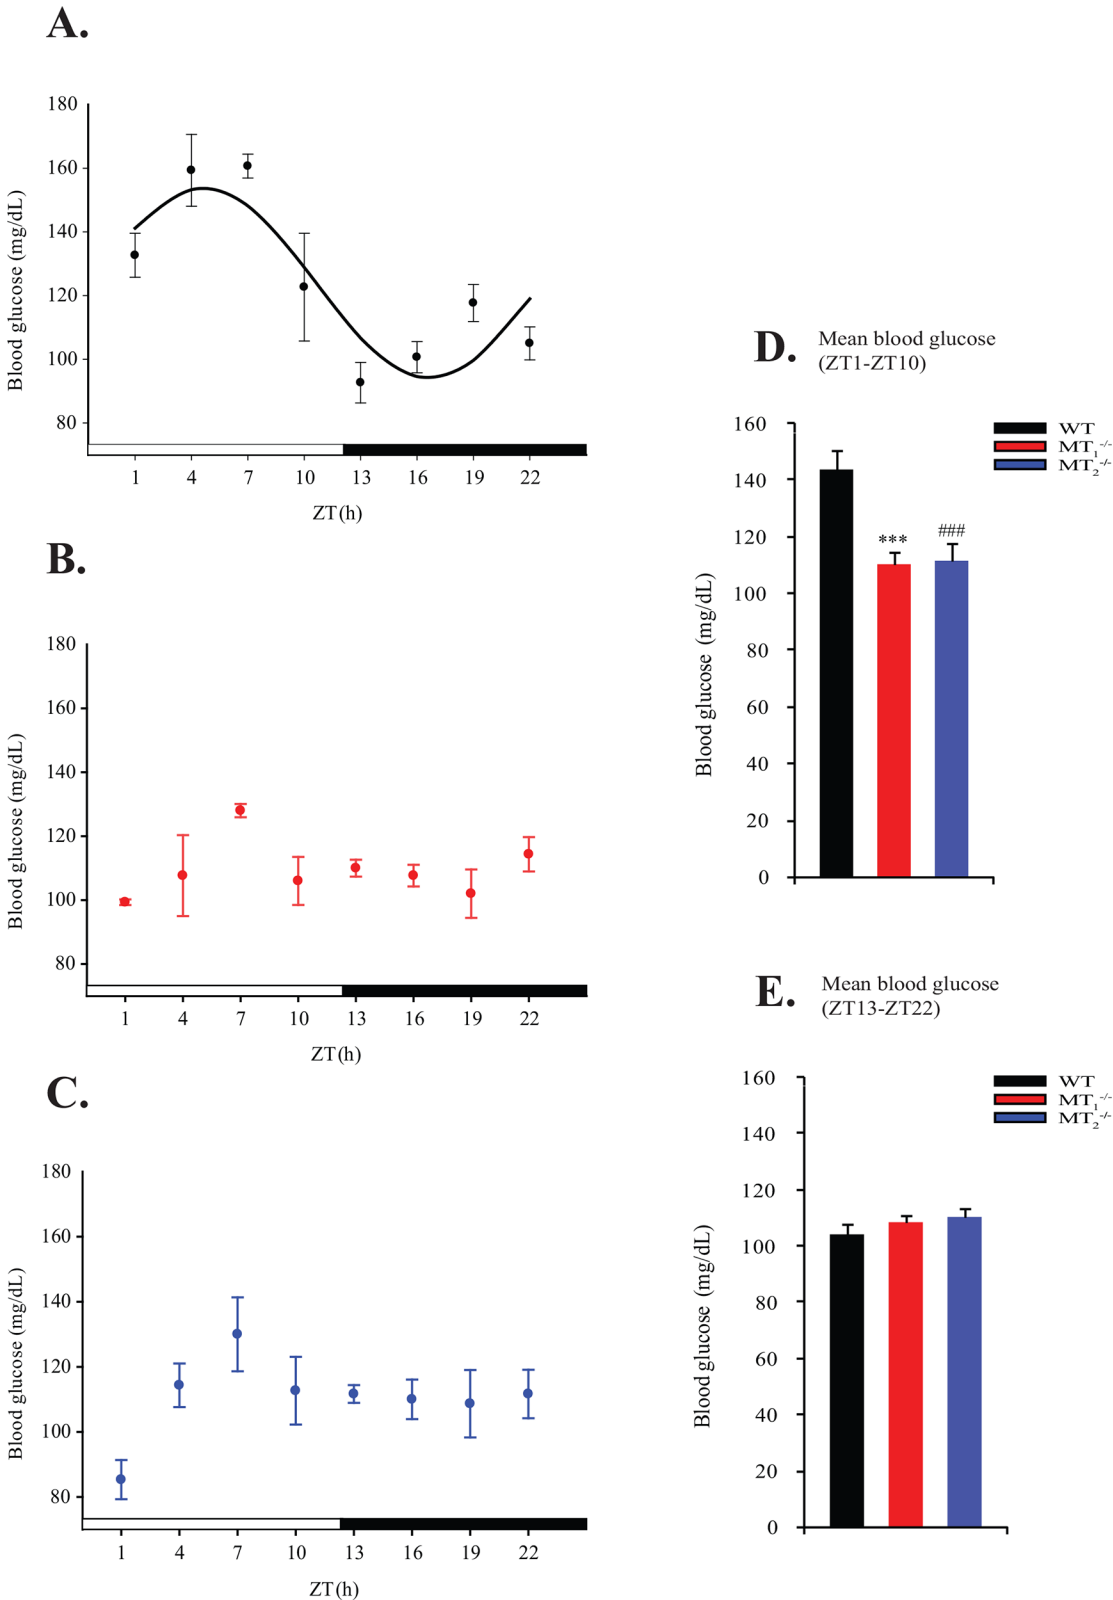 A.
180
160
140
120
100
80
Blood glucose (mg/dL)
1 4 7 10 13 16 19 22
ZT(h)
B.
180
160
140
120
100
80
Blood glucose (mg/dL)
1 4 7 10 13 16 19 22
ZT(h)
C.
180
160
140
120
100
80
Blood glucose (mg/dL)
1 4 7 10 13 16 19 22
ZT(h)
D.
Mean blood glucose
(ZT1-ZT10)
160
140
120
100
80
60
40
20
0
Blood glucose (mg/dL)
WT
MT₁⁻/⁻
MT₂⁻/⁻
***
###
E.
Mean blood glucose
(ZT13-ZT22)
160
140
120
100
80
60
40
20
0
Blood glucose (mg/dL)
WT
MT₁⁻/⁻
MT₂⁻/⁻